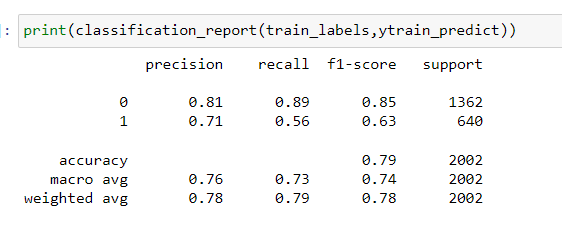 ]: print(classification_report(train_labels,ytrain_predict))
precision recall f1-score support
0 0.81 0.89 0.85 1362
1 0.71 0.56 0.63 640
accuracy 0.79 2002
macro avg 0.76 0.73 0.74 2002
weighted avg 0.78 0.79 0.78 2002